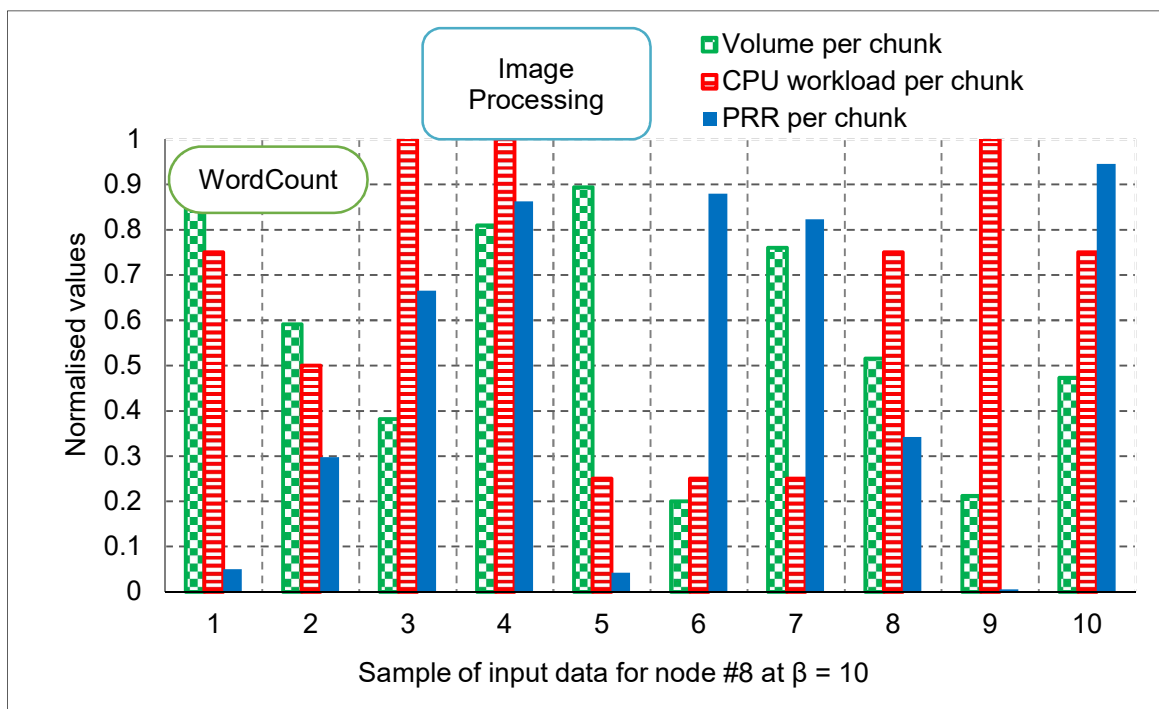 Image
Processing
Volume per chunk
CPU workload per chunk
PRR per chunk
WordCount
Normalised values
1
0.9
0.8
0.7
0.6
0.5
0.4
0.3
0.2
0.1
0
1 2 3 4 5 6 7 8 9 10
Sample of input data for node #8 at β = 10